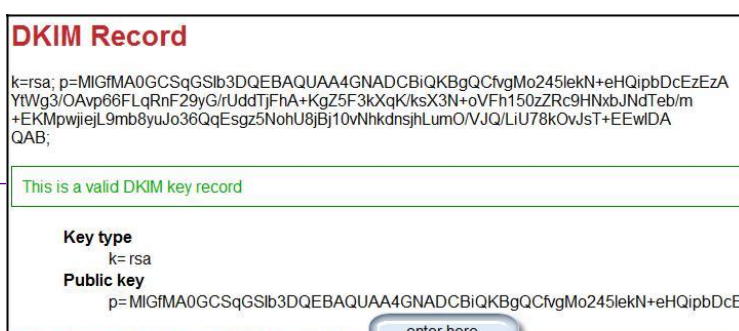 DKIM Record
k=rsa; p=MIGfMA0GCSqGSIb3DQEBAQUAA4GNADCBiQKBgQCfvgMo245lekN+eHQipbDcEzEzA
YtWg3/OAvp66FLqRnF29yG/rUddTjFhA+KgZ5F3kXqK/ksX3N+oVFh150zZRc9HNxbJNdTeb/m
+EKMpwjiejL9mb8yuJo36QqEsgz5NohU8jBj10vNhkdnsjhLumO/VJQ/LiU78kOvJsT+EEwIDA
QAB;
This is a valid DKIM key record
Key type
k= rsa
Public key
p= MIGfMA0GCSqGSIb3DQEBAQUAA4GNADCBiQKBgQCfvgMo245lekN+eHQipbDcE
enter here